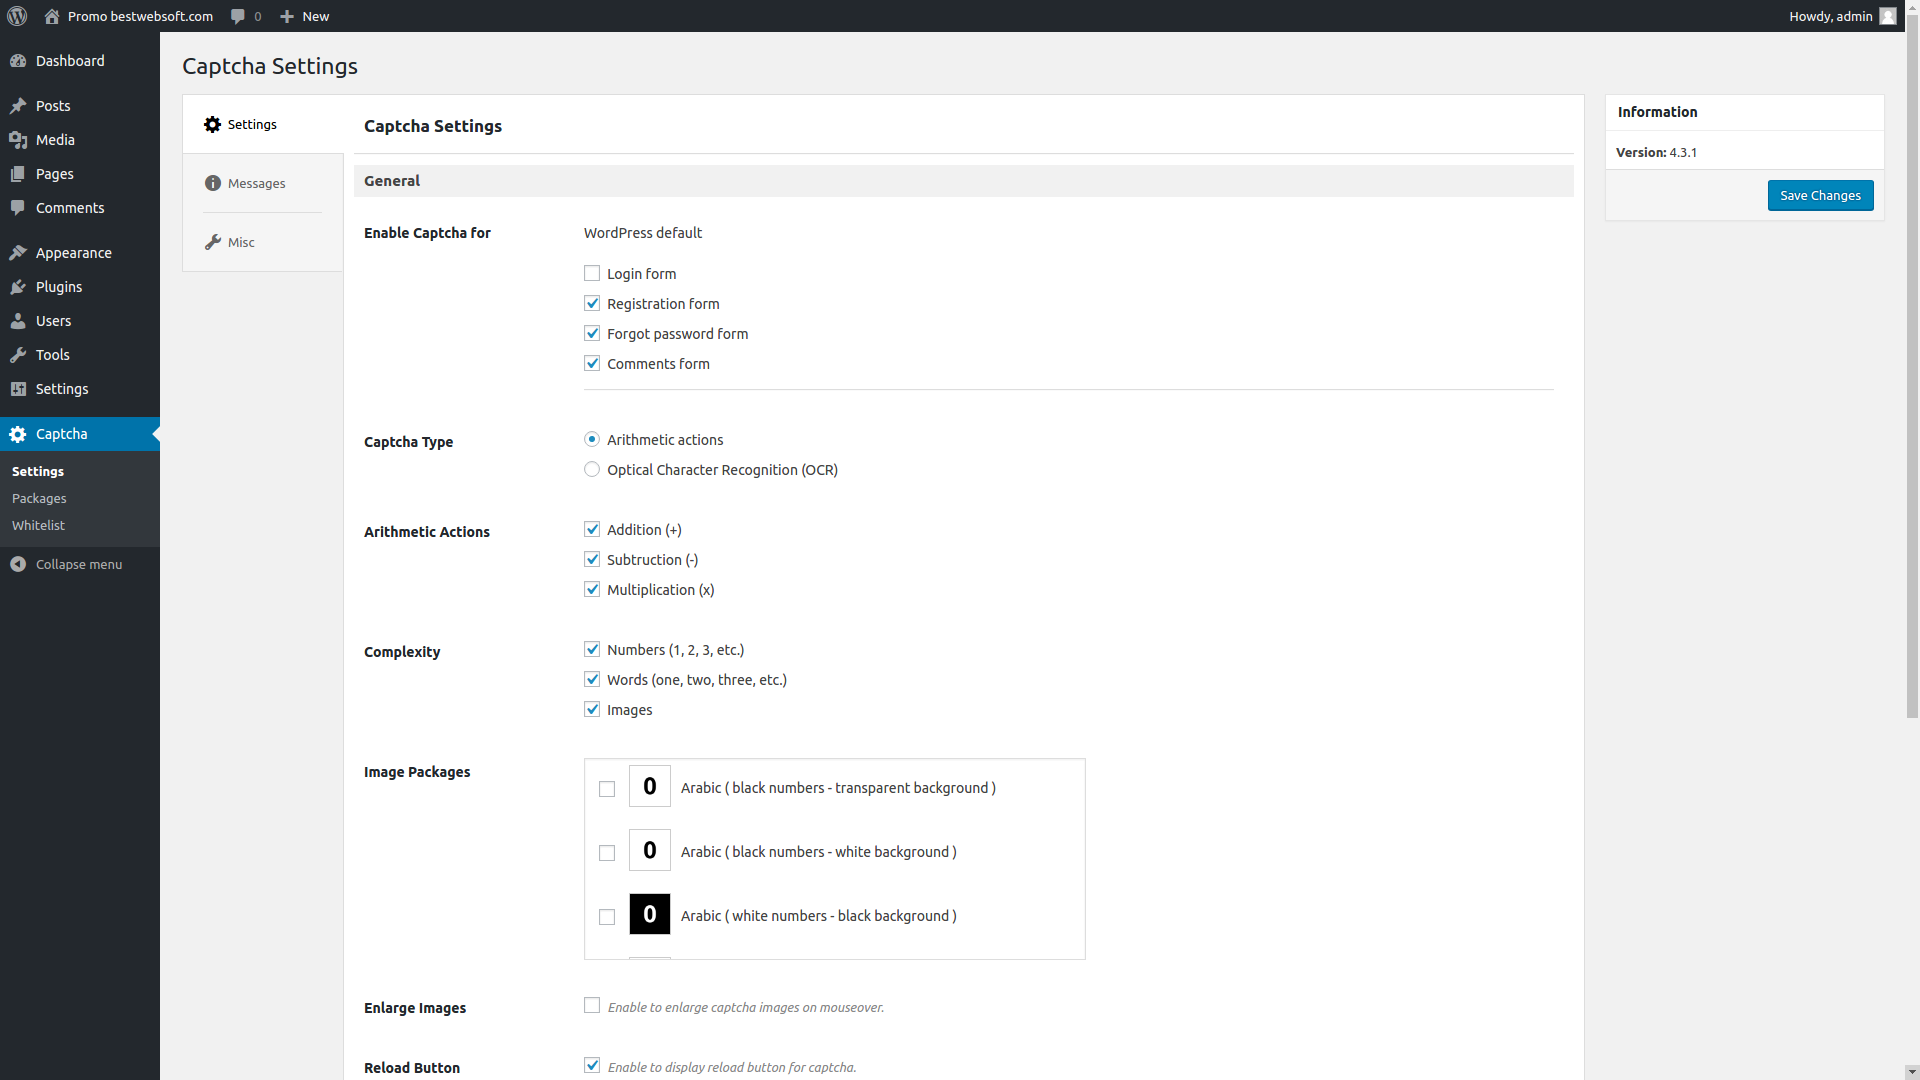 Promo bestwebsoft.com 0 New Howdy, admin
Dashboard
Posts
Media
Pages
Comments
Appearance
Plugins
Users
Tools
Settings
Captcha
Settings
Packages
Whitelist
Collapse menu
Captcha Settings
Settings
Messages
Misc
Captcha Settings
General
Enable Captcha for
WordPress default
Login form
Registration form
Forgot password form
Comments form
Captcha Type
Arithmetic actions
Optical Character Recognition (OCR)
Arithmetic Actions
Addition (+)
Subtruction (-)
Multiplication (x)
Complexity
Numbers (1, 2, 3, etc.)
Words (one, two, three, etc.)
Images
Image Packages
0 Arabic ( black numbers - transparent background )
0 Arabic ( black numbers - white background )
0 Arabic ( white numbers - black background )
Enlarge Images
Enable to enlarge captcha images on mouseover.
Reload Button
Enable to display reload button for captcha.
Information
Version: 4.3.1
Save Changes